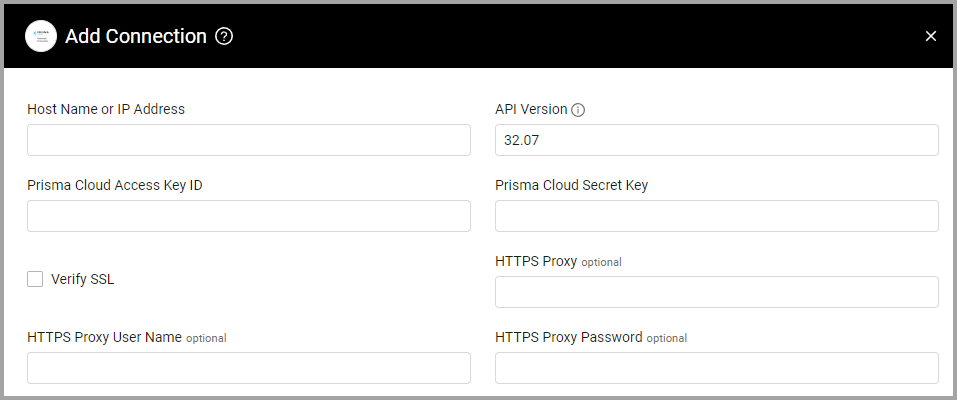 Add Connection ?
Host Name or IP Address
API Version
32.07
Prisma Cloud Access Key ID
Prisma Cloud Secret Key
Verify SSL
HTTPS Proxy optional
HTTPS Proxy User Name optional
HTTPS Proxy Password optional